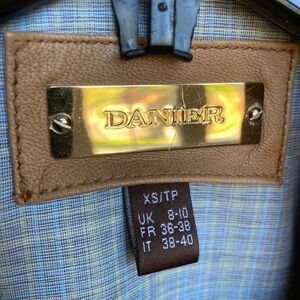 DANIER
XS/TP
UK 8-10
FR 36-38
IT 38-40